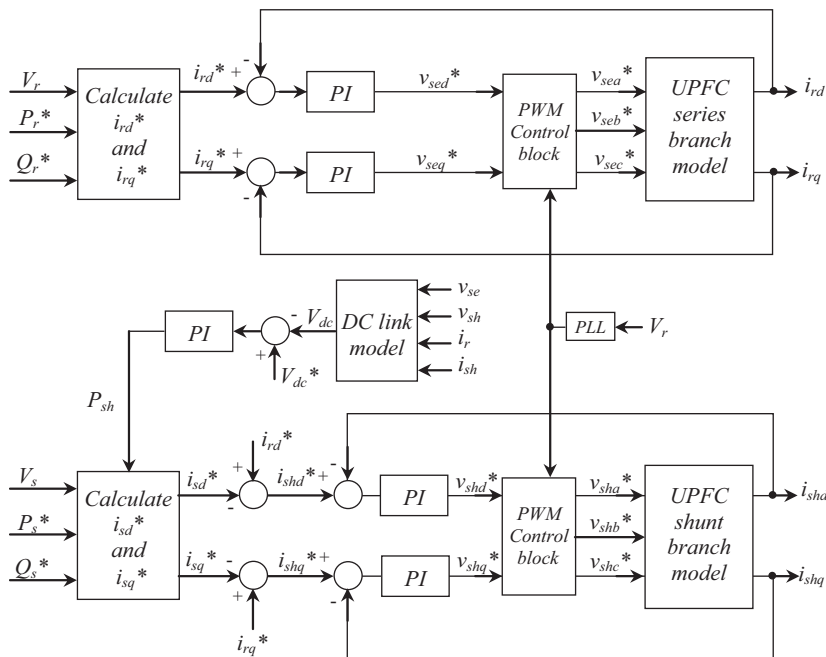 V_r
P_r*
Q_r*
Calculate
i_rd*
and
i_rq*
i_rd* + -
i_rq* +
-
PI
PI
v_sed*
v_seq*
PWM
Control
block
v_sea*
v_seb*
v_sec*
UPFC
series
branch
model
i_rd
i_rq
PI
- V_dc
+
V_dc*
DC link
model
v_se
v_sh
i_r
i_sh
PLL
V_r
P_sh
V_s
P_s*
Q_s*
Calculate
i_sd*
and
i_sq*
i_sd*
-
+
i_rd*
i_shd* + -
i_sq* -
+
i_rq*
i_shq* +
-
PI
PI
v_shd*
v_shq*
PWM
Control
block
v_sha*
v_shb*
v_shc*
UPFC
shunt
branch
model
i_shd
i_shq